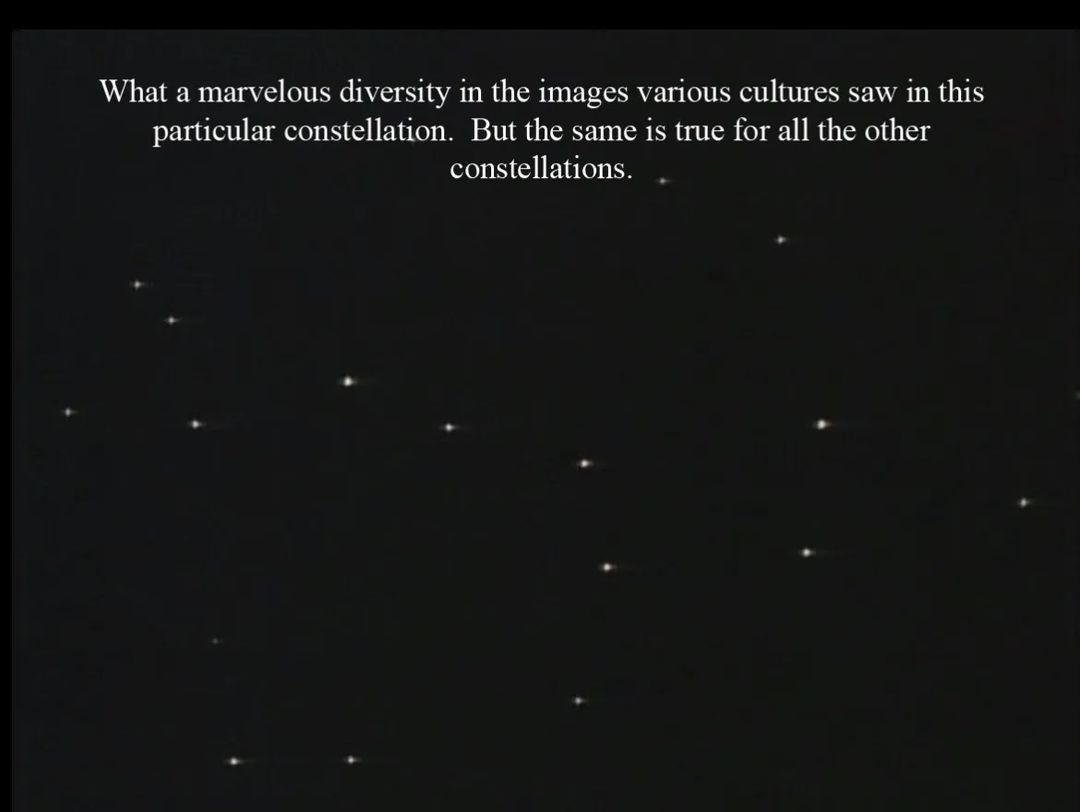 What a marvelous diversity in the images various cultures saw in this
particular constellation.  But the same is true for all the other
constellations.